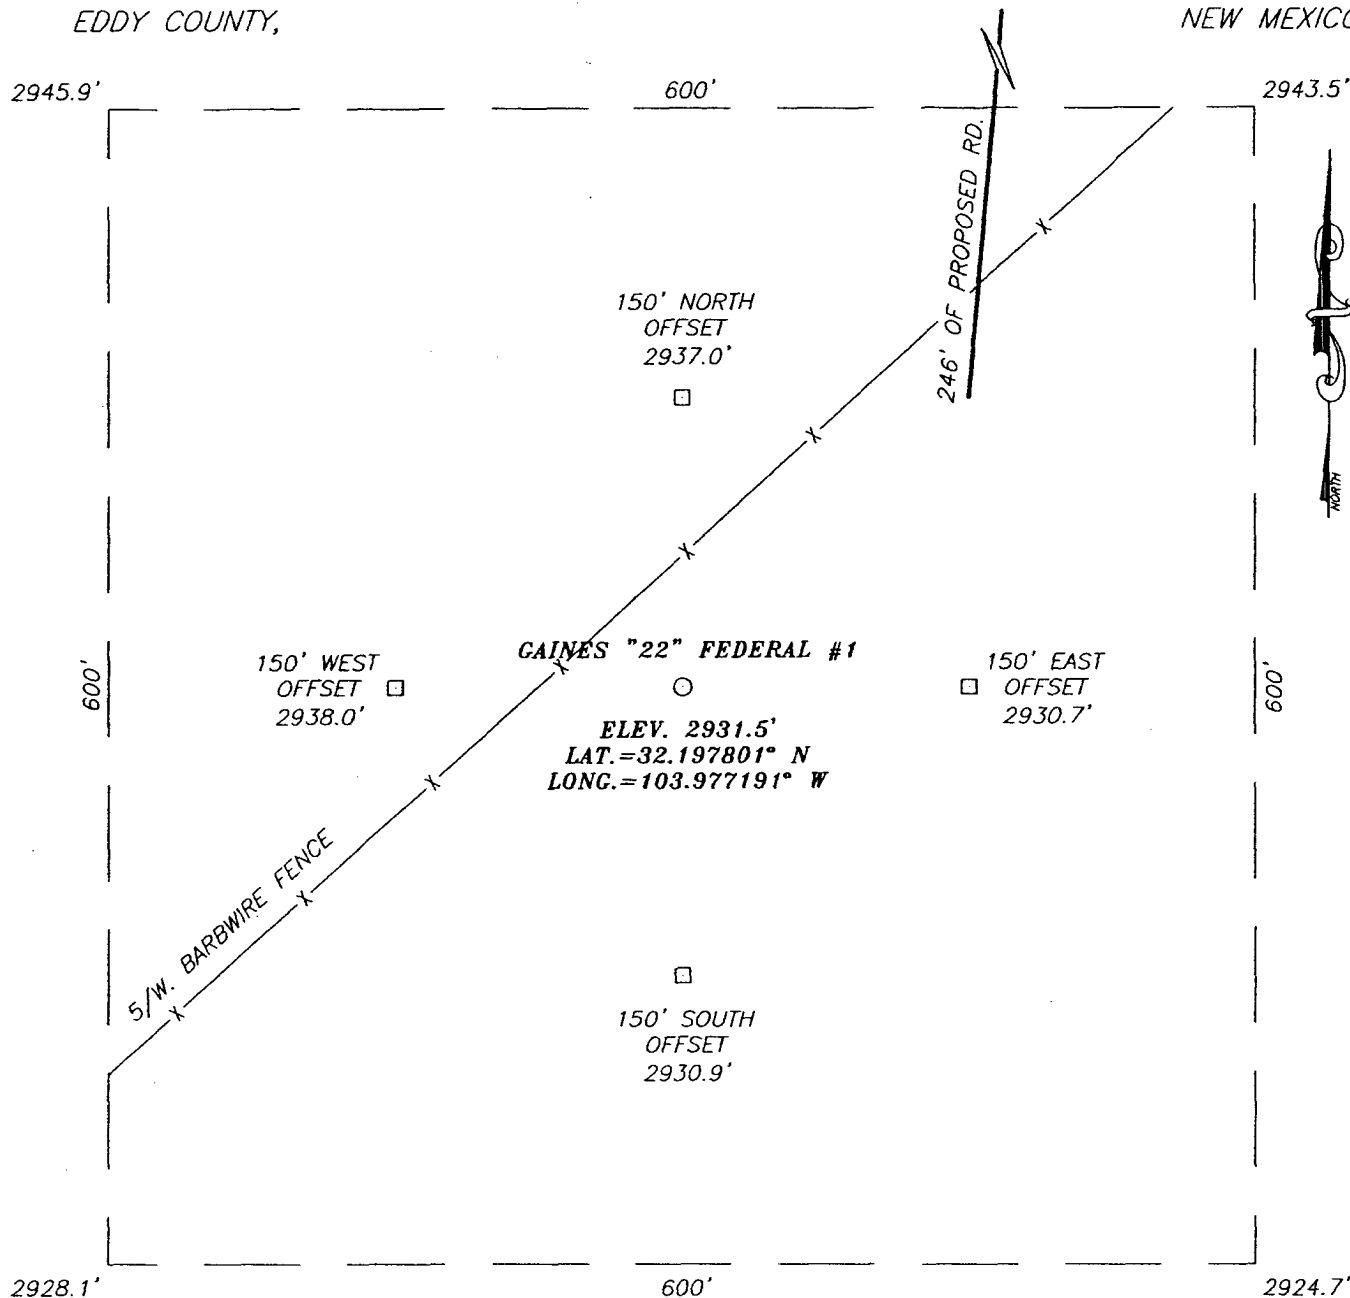 EDDY COUNTY,
NEW MEXICO
2945.9'
600'
2943.5'
246' OF PROPOSED RD.
150' NORTH
OFFSET
2937.0'
NORTH
GAINES "22" FEDERAL #1
150' WEST
OFFSET
2938.0'
150' EAST
OFFSET
2930.7'
600'
600'
ELEV. 2931.5'
LAT.=32.197801° N
LONG.=103.977191° W
5/W. BARBWIRE FENCE
150' SOUTH
OFFSET
2930.9'
2928.1'
600'
2924.7'